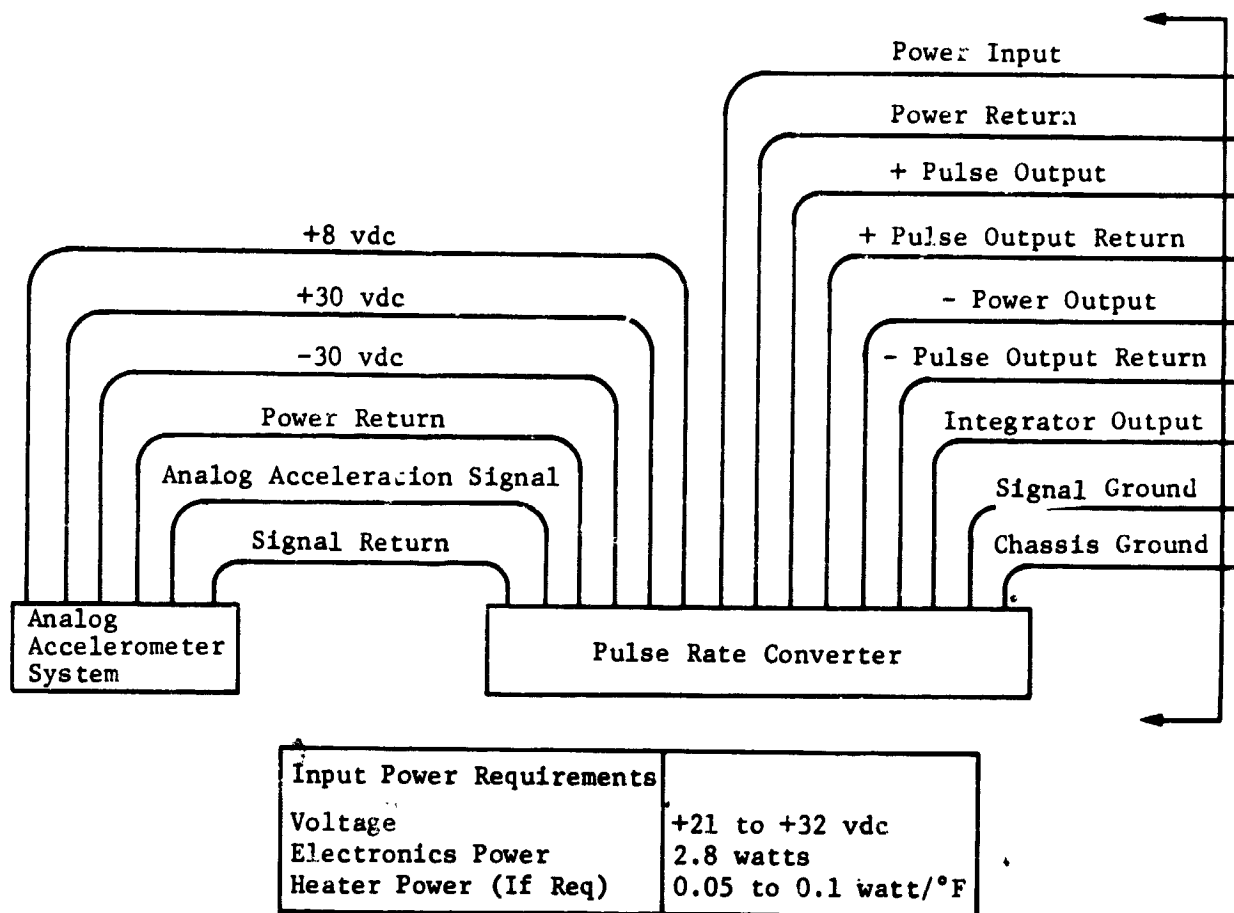 Power Input
Power Return
+ Pulse Output
+8 vdc
+ Pulse Output Return
+30 vdc
- Power Output
-30 vdc
- Pulse Output Return
Power Return
Integrator Output
Analog Acceleration Signal
Signal Ground
Signal Return
Chassis Ground
Analog
Accelerometer
System
Pulse Rate Converter
Input Power Requirements
Voltage +21 to +32 vdc
Electronics Power 2.8 watts
Heater Power (If Req) 0.05 to 0.1 watt/°F